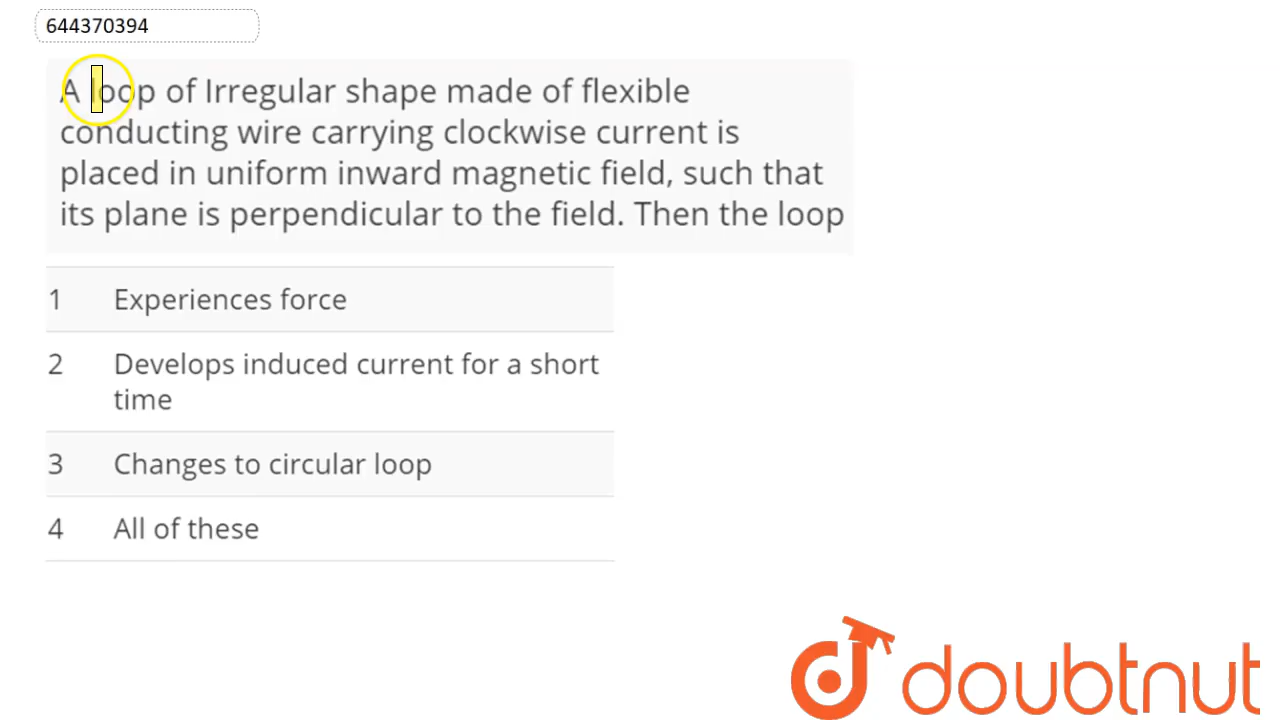 644370394
A loop of Irregular shape made of flexible
conducting wire carrying clockwise current is
placed in uniform inward magnetic field, such that
its plane is perpendicular to the field. Then the loop
1 Experiences force
2 Develops induced current for a short
time
3 Changes to circular loop
4 All of these
doubtnut